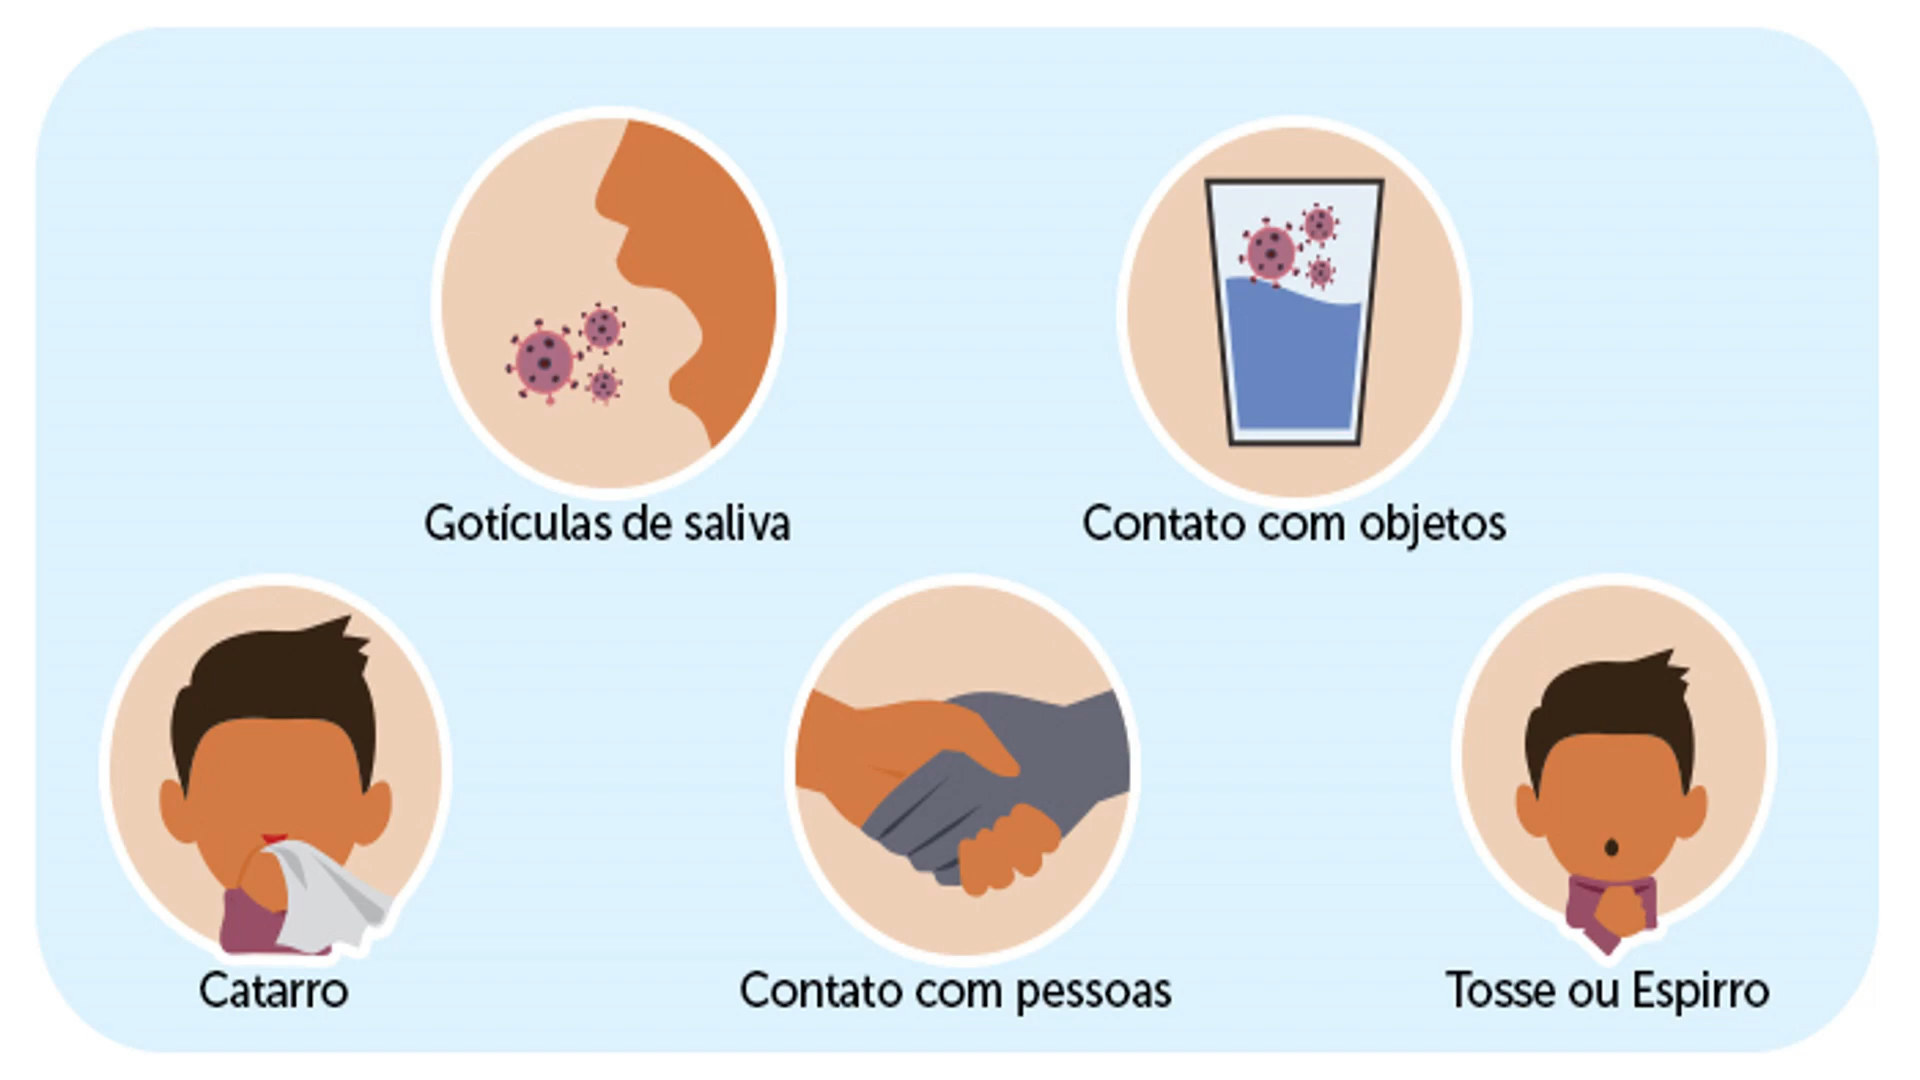 Gotículas de saliva
Contato com objetos
Catarro
Contato com pessoas
Tosse ou Espirro